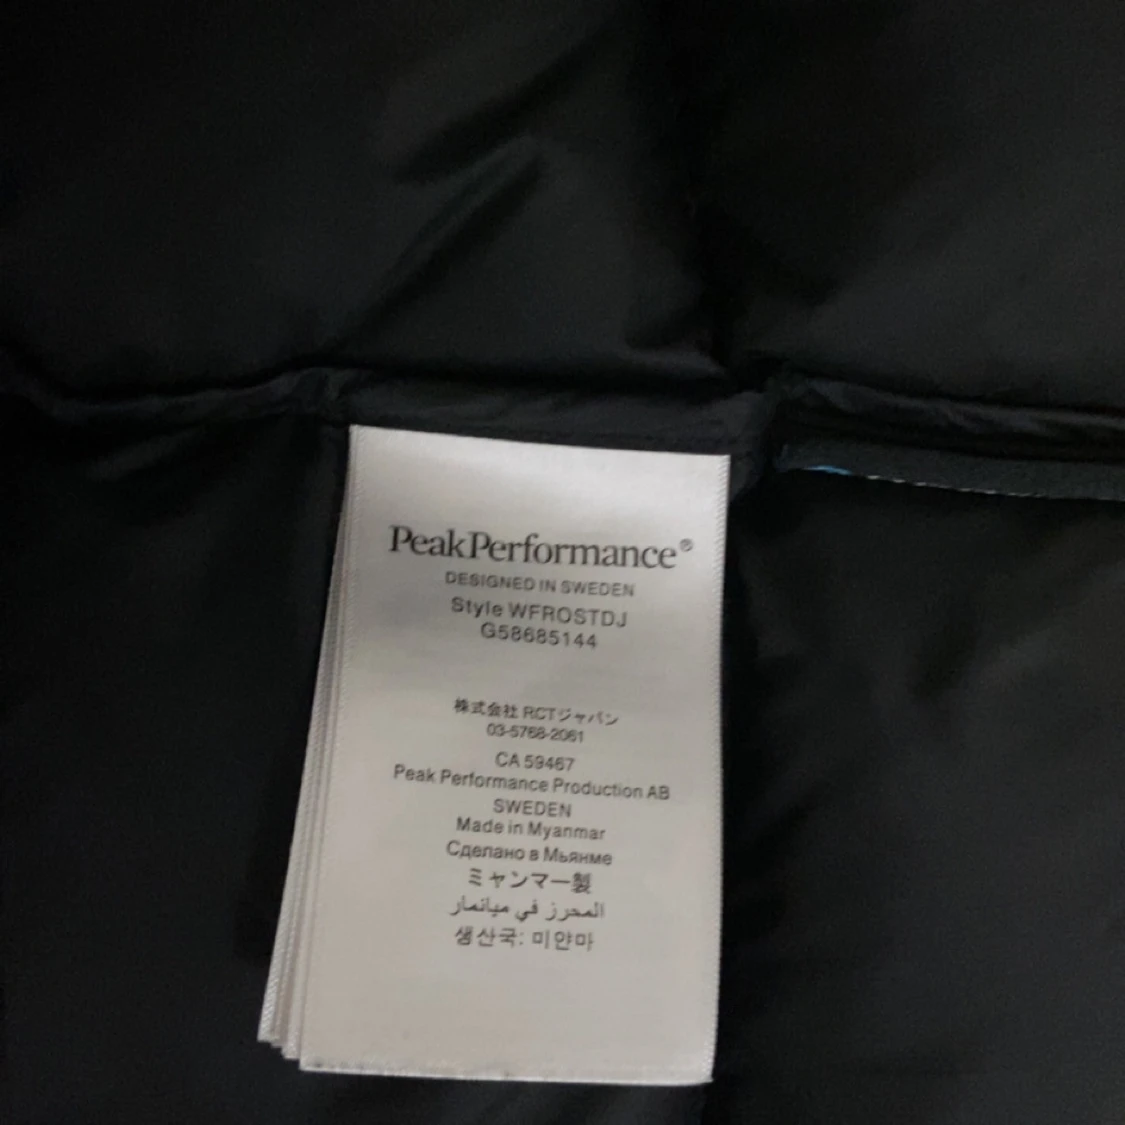 PeakPerformance®
DESIGNED IN SWEDEN
Style WFROSTDJ
G58685144
株式会社 RCTジャパン
03-5768-2061
CA 59467
Peak Performance Production AB
SWEDEN
Made in Myanmar
Сделано в Мьянме
ミャンマー製
المحرز في ميانمار
생산국: 미얀마